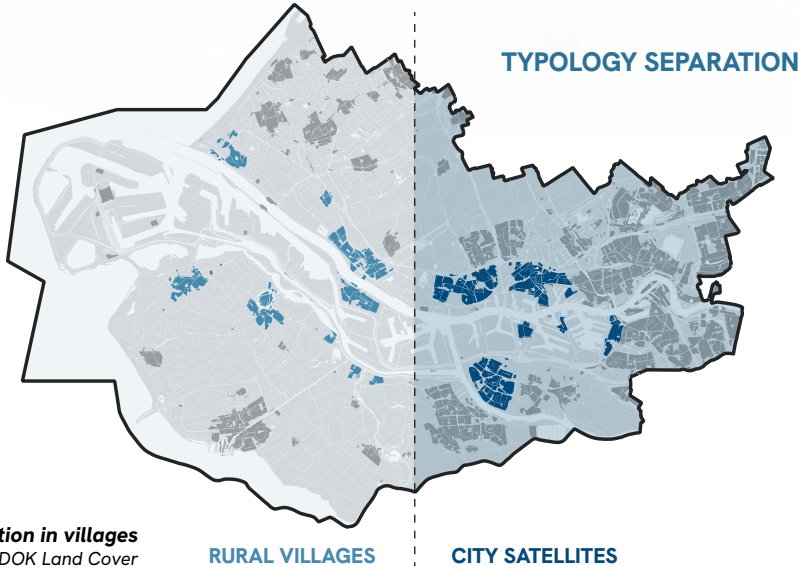 TYPOLOGY SEPARATION
tion in villages
DOK Land Cover
RURAL VILLAGES
CITY SATELLITES